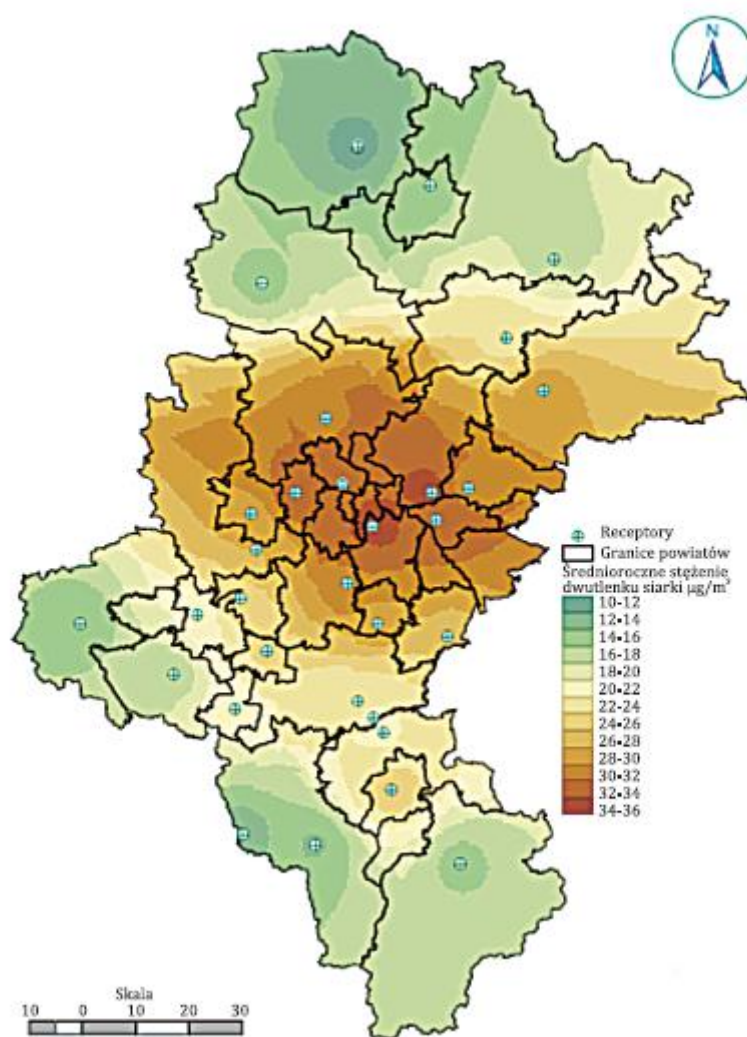 N
Receptory
Granice powiatów
Średnioroczne stężenie
dwutlenku siarki µg/m³
10-12
12-14
14-16
16-18
18-20
20-22
22-24
24-26
26-28
28-30
30-32
32-34
34-36
Skala
10 0 10 20 30